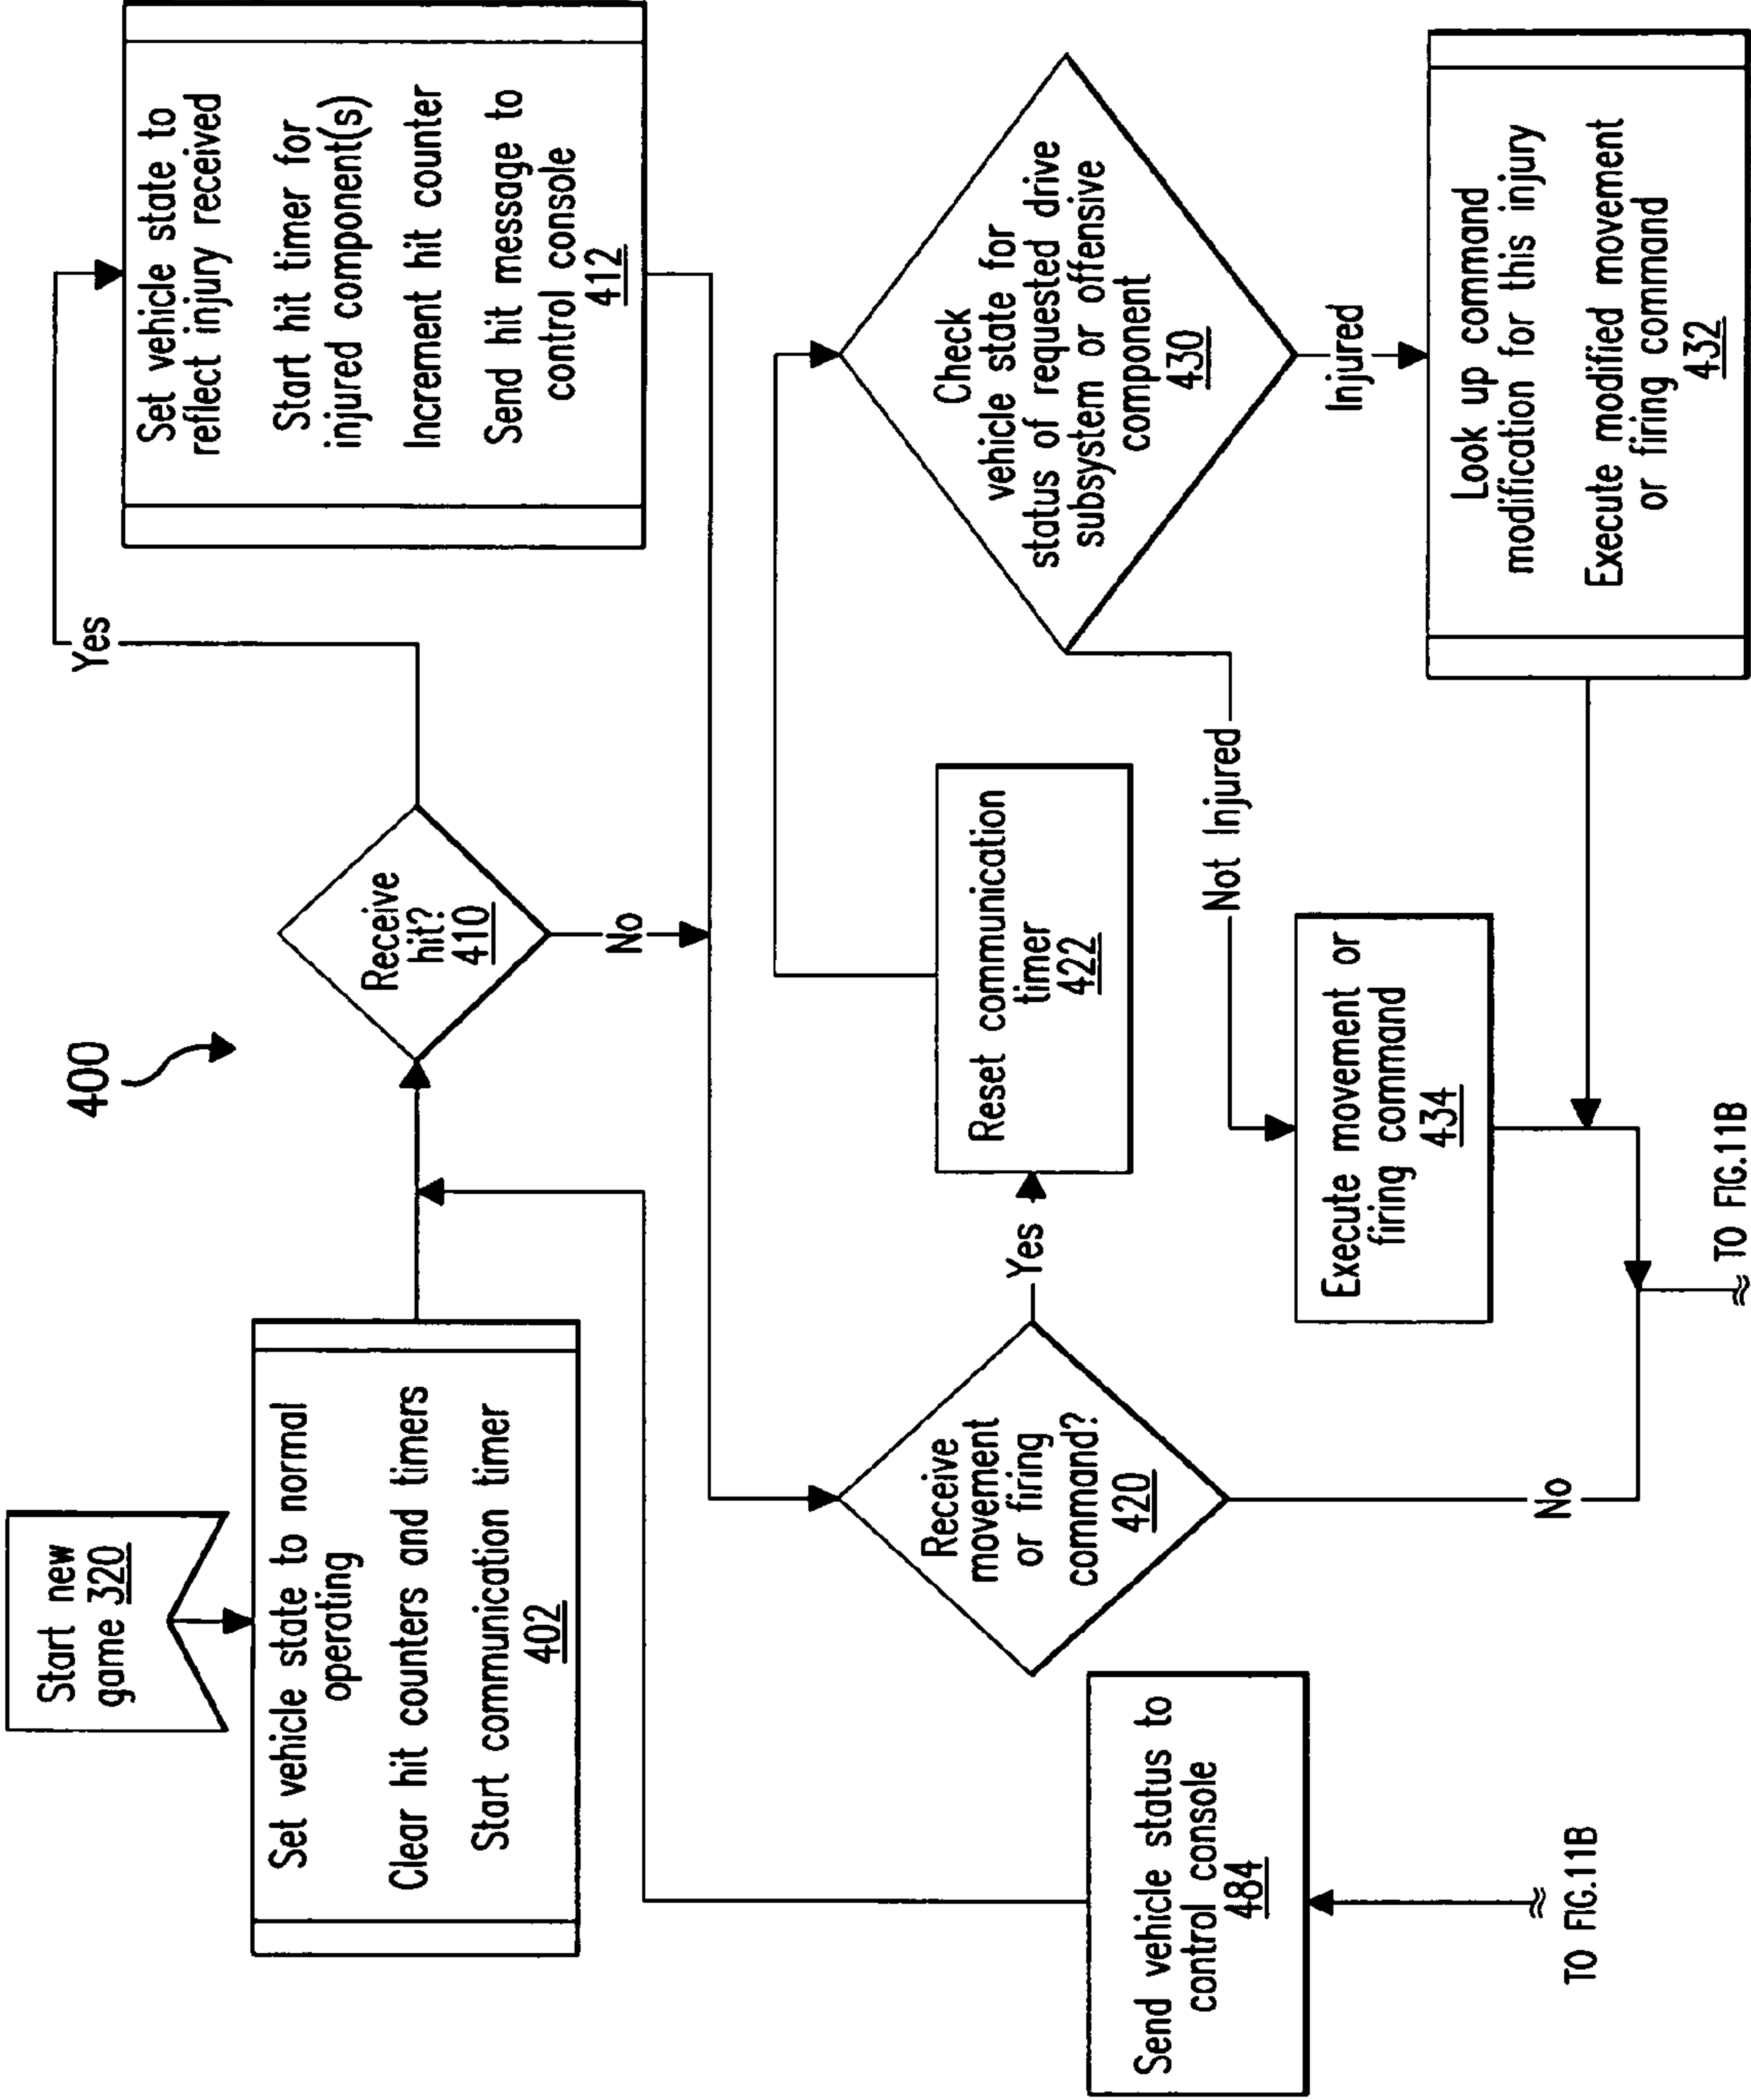 400
Start new
game 320
Set vehicle state to normal
operating
Clear hit counters and timers
Start communication timer
402
Receive
hit?
410
Yes
No
Set vehicle state to
reflect injury received
Start hit timer for
injured component(s)
Increment hit counter
Send hit message to
control console
412
Receive
movement
or firing
command?
420
Yes
No
Reset communication
timer
422
Check
vehicle state for
status of requested drive
subsystem or offensive
component
430
Not Injured
Injured
Execute movement or
firing command
434
Look up command
modification for this injury
Execute modified movement
or firing command
432
Send vehicle status to
control console
484
TO FIG.11B
TO FIG.11B